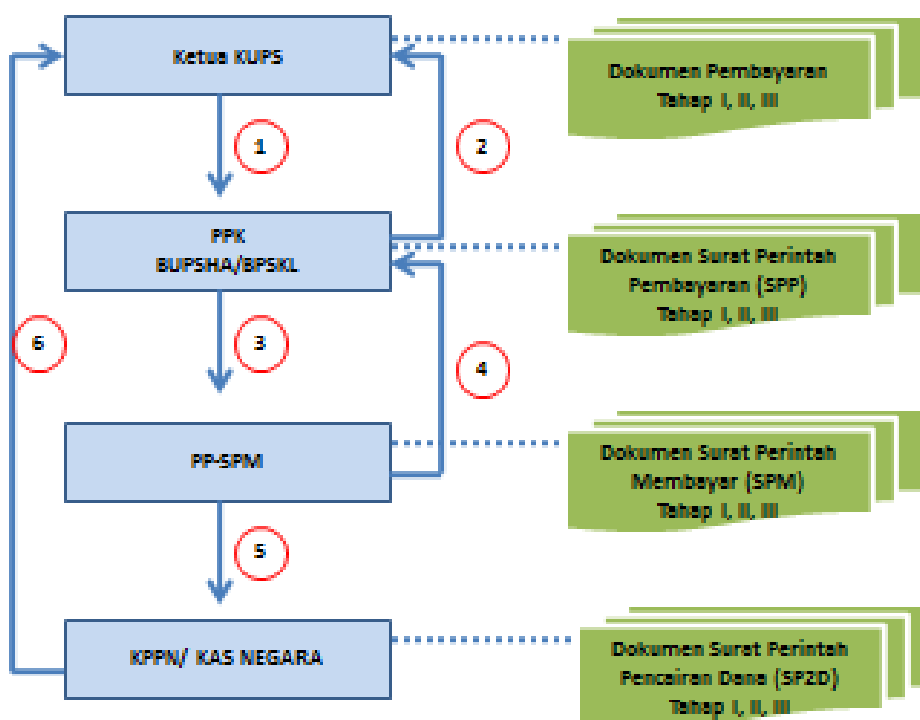 Ketua KUPS
Dokumen Pembayaran
Tahap I, II, III
1
2
PPK
BUPSHA/BPSKL
Dokumen Surat Perintah
Pembayaran (SPP)
Tahap I, II, III
6
3
4
PP-SPM
Dokumen Surat Perintah
Membayar (SPM)
Tahap I, II, III
5
KPPN/ KAS NEGARA
Dokumen Surat Perintah
Pencairan Dana (SP2D)
Tahap I, II, III